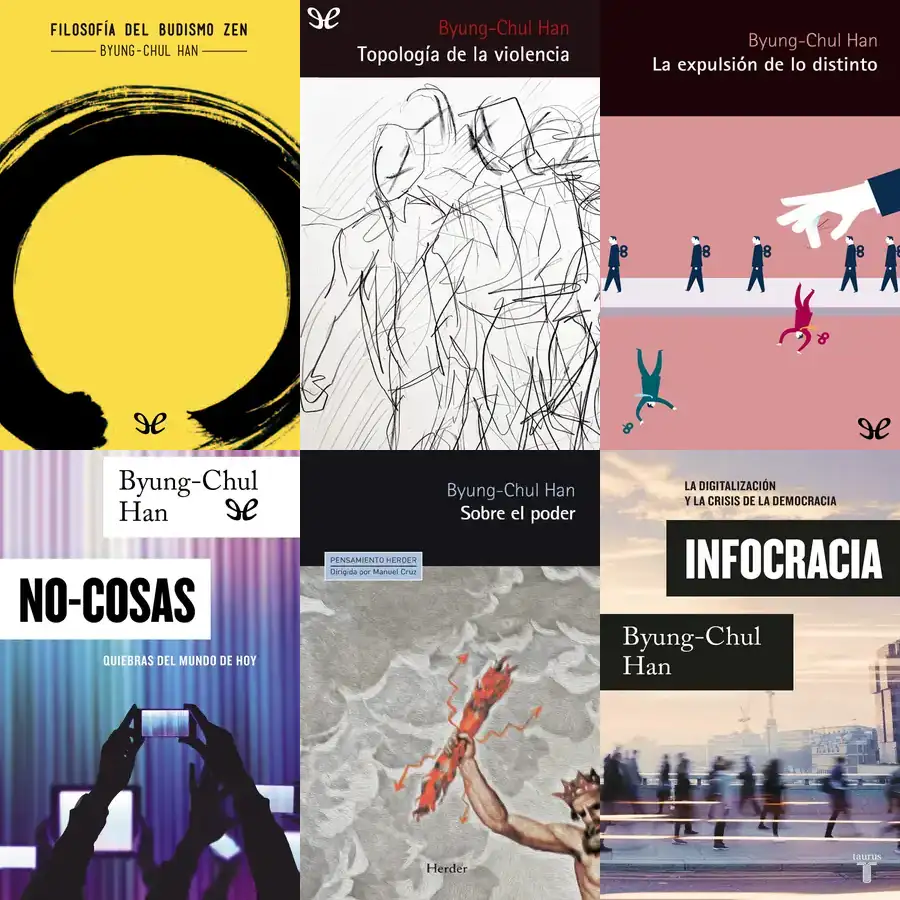 FILOSOFÍA DEL BUDISMO ZEN
BYUNG-CHUL HAN
Byung-Chul Han
Topología de la violencia
Byung-Chul Han
La expulsión de lo distinto
Byung-Chul
Han
NO-COSAS
QUIEBRAS DEL MUNDO DE HOY
Byung-Chul Han
Sobre el poder
PENSAMIENTO HERDER
Dirigida por Manuel Cruz
Herder
LA DIGITALIZACIÓN
Y LA CRISIS DE LA DEMOCRACIA
INFOCRACIA
Byung-Chul
Han
taurus